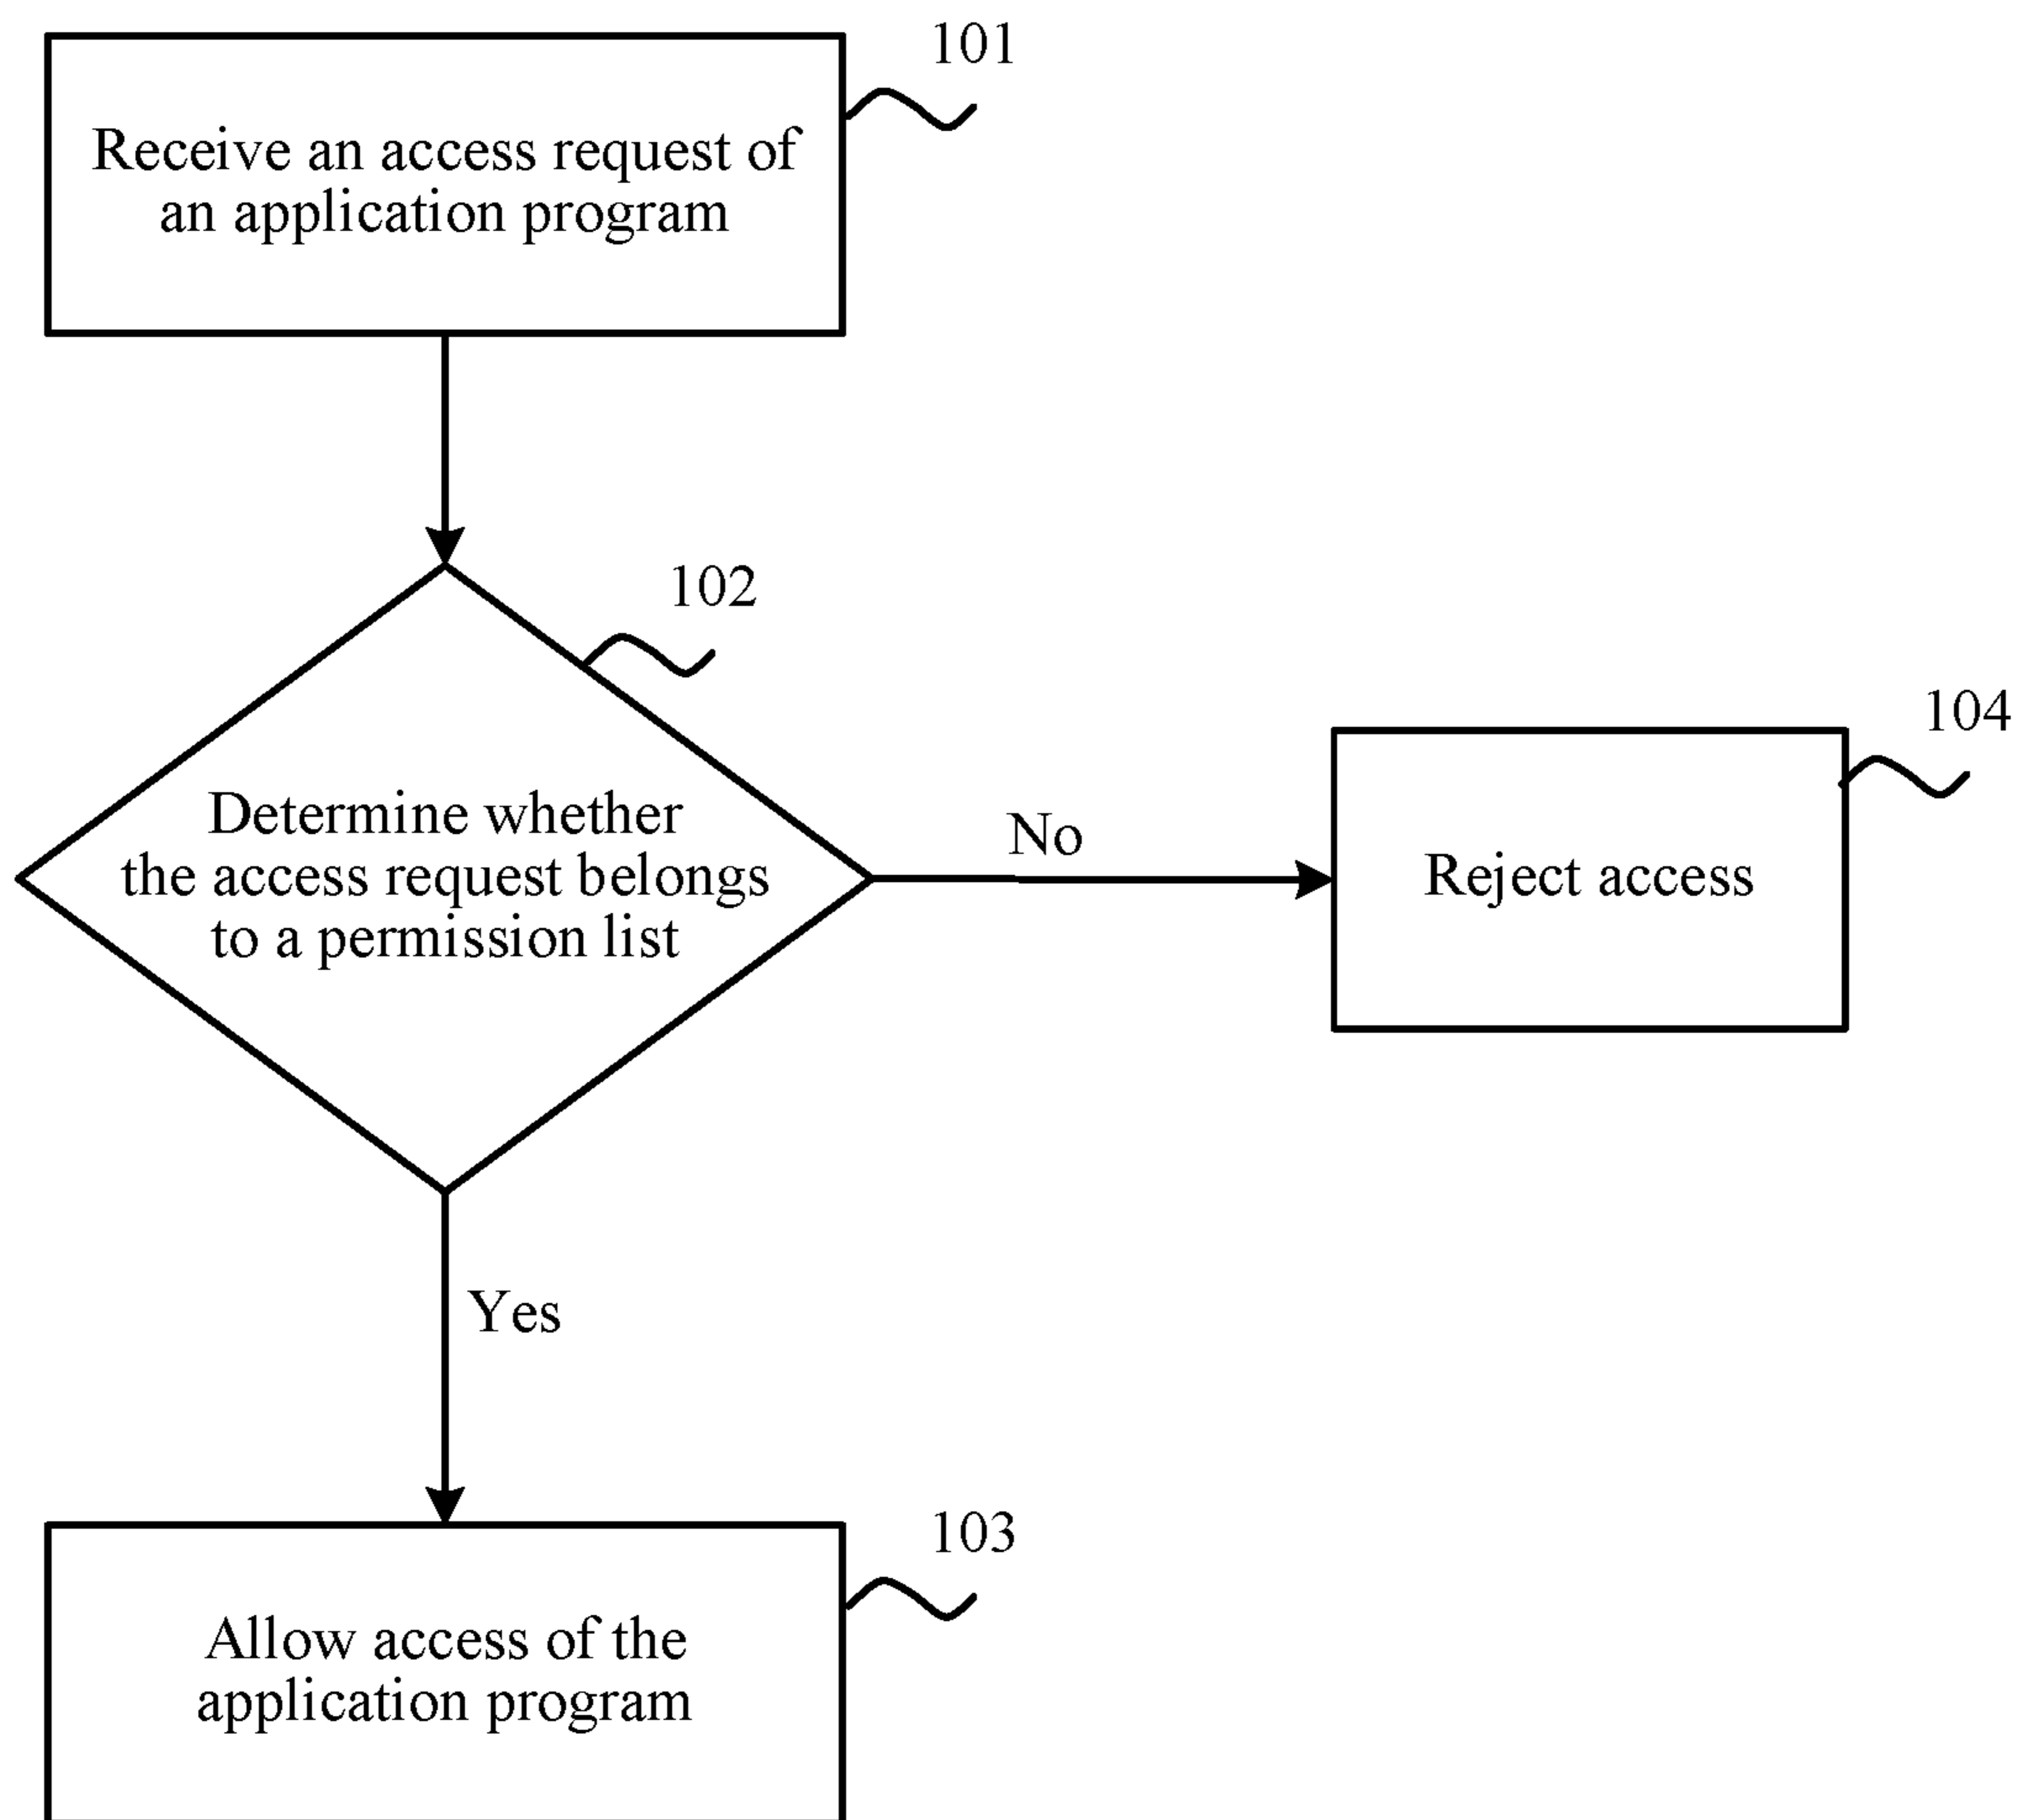 101
Receive an access request of
an application program
102
Determine whether
the access request belongs
to a permission list
No
104
Reject access
Yes
103
Allow access of the
application program